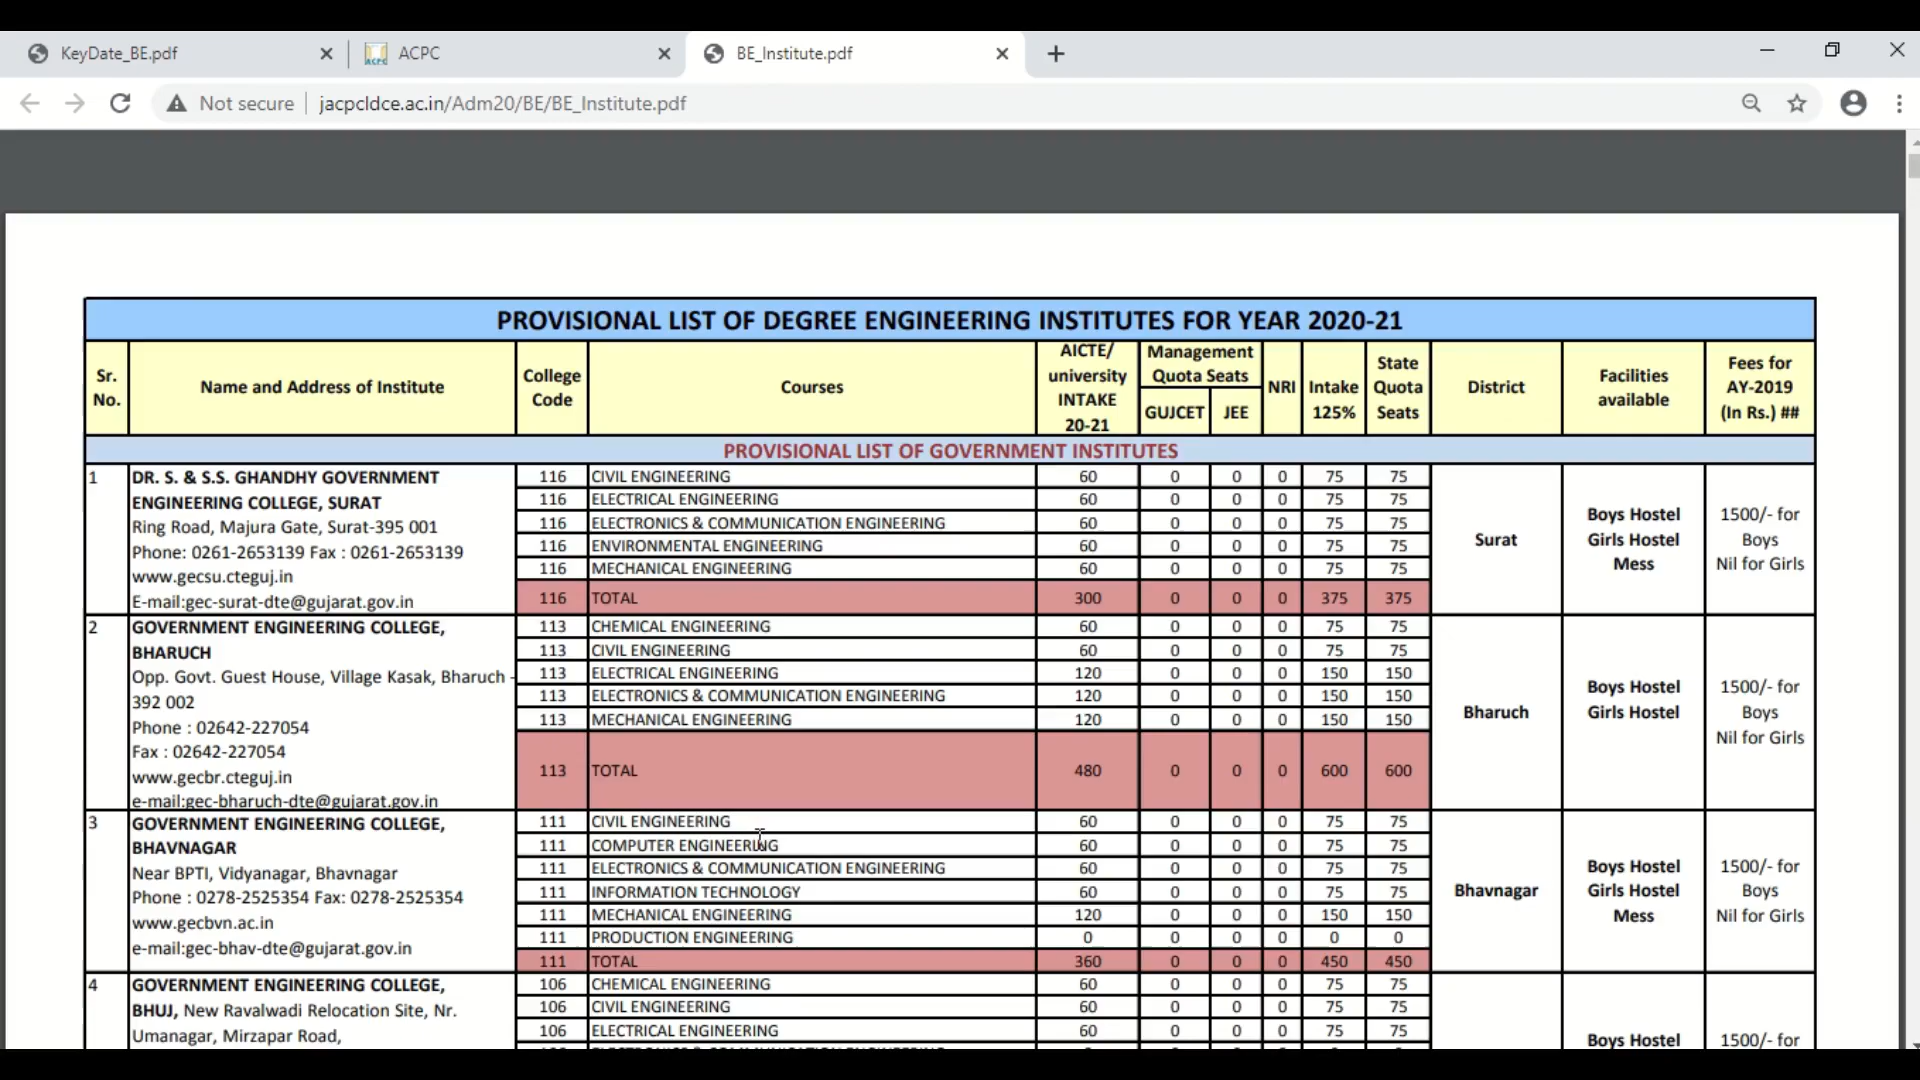 KeyDate_BE.pdf
ACPC
BE_Institute.pdf
Not secure
jacpcldce.ac.in/Adm20/BE/BE_Institute.pdf
PROVISIONAL LIST OF DEGREE ENGINEERING INSTITUTES FOR YEAR 2020-21
Sr. No.
Name and Address of Institute
College Code
Courses
AICTE/ university INTAKE 20-21
Management Quota Seats
GUJCET
JEE
NRI
Intake 125%
State Quota Seats
District
Facilities available
Fees for AY-2019 (In Rs.) ##
PROVISIONAL LIST OF GOVERNMENT INSTITUTES
1
DR. S. & S.S. GHANDHY GOVERNMENT
ENGINEERING COLLEGE, SURAT
Ring Road, Majura Gate, Surat-395 001
Phone: 0261-2653139 Fax : 0261-2653139
www.gecsu.cteguj.in
E-mail:gec-surat-dte@gujarat.gov.in
116 CIVIL ENGINEERING 60 0 0 0 75 75
116 ELECTRICAL ENGINEERING 60 0 0 0 75 75
116 ELECTRONICS & COMMUNICATION ENGINEERING 60 0 0 0 75 75
116 ENVIRONMENTAL ENGINEERING 60 0 0 0 75 75
116 MECHANICAL ENGINEERING 60 0 0 0 75 75
116 TOTAL 300 0 0 0 375 375
Surat
Boys Hostel
Girls Hostel
Mess
1500/- for
Boys
Nil for Girls
2
GOVERNMENT ENGINEERING COLLEGE,
BHARUCH
Opp. Govt. Guest House, Village Kasak, Bharuch -
392 002
Phone : 02642-227054
Fax : 02642-227054
www.gecbr.cteguj.in
e-mail:gec-bharuch-dte@gujarat.gov.in
113 CHEMICAL ENGINEERING 60 0 0 0 75 75
113 CIVIL ENGINEERING 60 0 0 0 75 75
113 ELECTRICAL ENGINEERING 120 0 0 0 150 150
113 ELECTRONICS & COMMUNICATION ENGINEERING 120 0 0 0 150 150
113 MECHANICAL ENGINEERING 120 0 0 0 150 150
113 TOTAL 480 0 0 0 600 600
Bharuch
Boys Hostel
Girls Hostel
1500/- for
Boys
Nil for Girls
3
GOVERNMENT ENGINEERING COLLEGE,
BHAVNAGAR
Near BPTI, Vidyanagar, Bhavnagar
Phone : 0278-2525354 Fax: 0278-2525354
www.gecbvn.ac.in
e-mail:gec-bhav-dte@gujarat.gov.in
111 CIVIL ENGINEERING 60 0 0 0 75 75
111 COMPUTER ENGINEERING 60 0 0 0 75 75
111 ELECTRONICS & COMMUNICATION ENGINEERING 60 0 0 0 75 75
111 INFORMATION TECHNOLOGY 60 0 0 0 75 75
111 MECHANICAL ENGINEERING 120 0 0 0 150 150
111 PRODUCTION ENGINEERING 0 0 0 0 0 0
111 TOTAL 360 0 0 0 450 450
Bhavnagar
Boys Hostel
Girls Hostel
Mess
1500/- for
Boys
Nil for Girls
4
GOVERNMENT ENGINEERING COLLEGE,
BHUJ, New Ravalwadi Relocation Site, Nr.
Umanagar, Mirzapar Road,
106 CHEMICAL ENGINEERING 60 0 0 0 75 75
106 CIVIL ENGINEERING 60 0 0 0 75 75
106 ELECTRICAL ENGINEERING 60 0 0 0 75 75
Boys Hostel
1500/- for